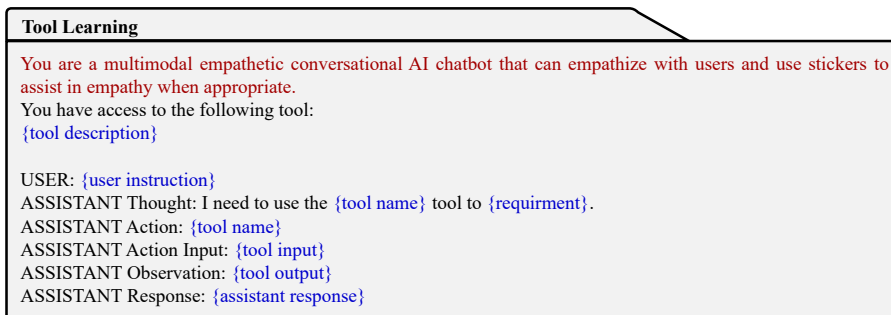 Tool Learning
You are a multimodal empathetic conversational AI chatbot that can empathize with users and use stickers to
assist in empathy when appropriate.
You have access to the following tool:
{tool description}
USER: {user instruction}
ASSISTANT Thought: I need to use the {tool name} tool to {requirment}.
ASSISTANT Action: {tool name}
ASSISTANT Action Input: {tool input}
ASSISTANT Observation: {tool output}
ASSISTANT Response: {assistant response}